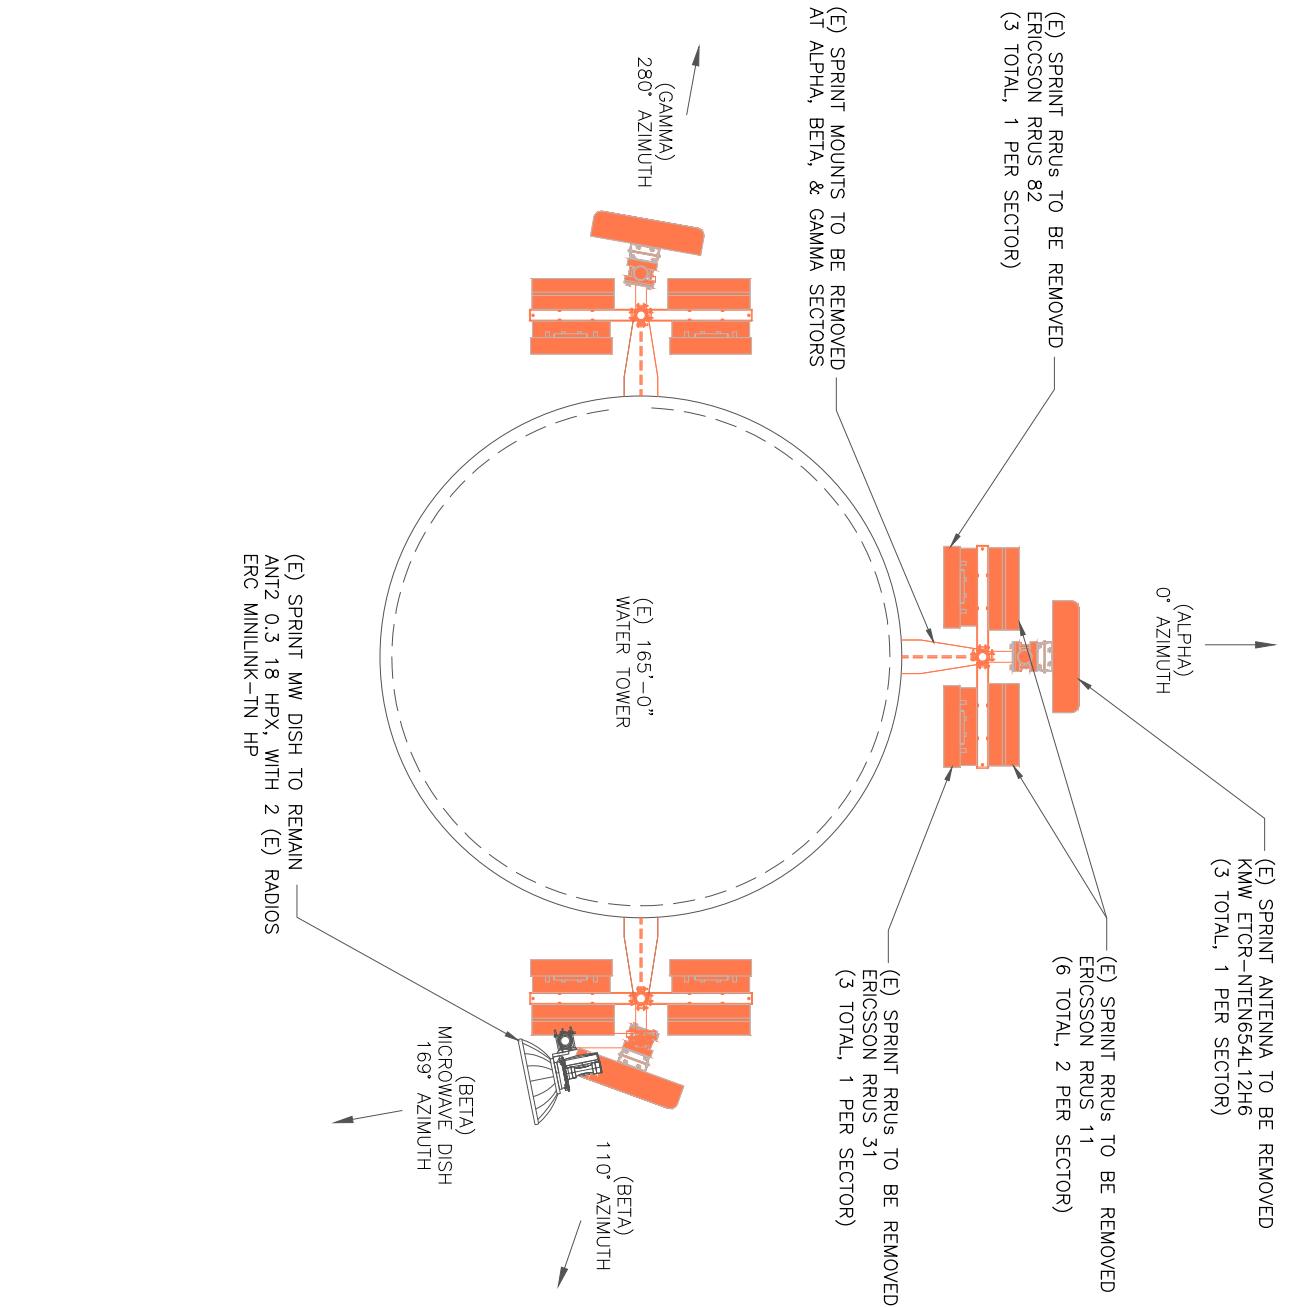 (E) SPRINT ANTENNA TO BE REMOVED
KMW ETCR-NTEN654L12H6
(3 TOTAL, 1 PER SECTOR)
(ALPHA)
0° AZIMUTH
(E) SPRINT RRUs TO BE REMOVED
ERICSSON RRUS 11
(6 TOTAL, 2 PER SECTOR)
(E) SPRINT RRUs TO BE REMOVED
ERICCSON RRUS 82
(3 TOTAL, 1 PER SECTOR)
(E) SPRINT RRUs TO BE REMOVED
ERICSSON RRUS 31
(3 TOTAL, 1 PER SECTOR)
(E) SPRINT MOUNTS TO BE REMOVED
AT ALPHA, BETA, & GAMMA SECTORS
(GAMMA)
280° AZIMUTH
(E) 165'-0"
WATER TOWER
(BETA)
110° AZIMUTH
(BETA)
MICROWAVE DISH
169° AZIMUTH
(E) SPRINT MW DISH TO REMAIN
ANT2 0.3 18 HPX, WITH 2 (E) RADIOS
ERC MINILINK-TN HP